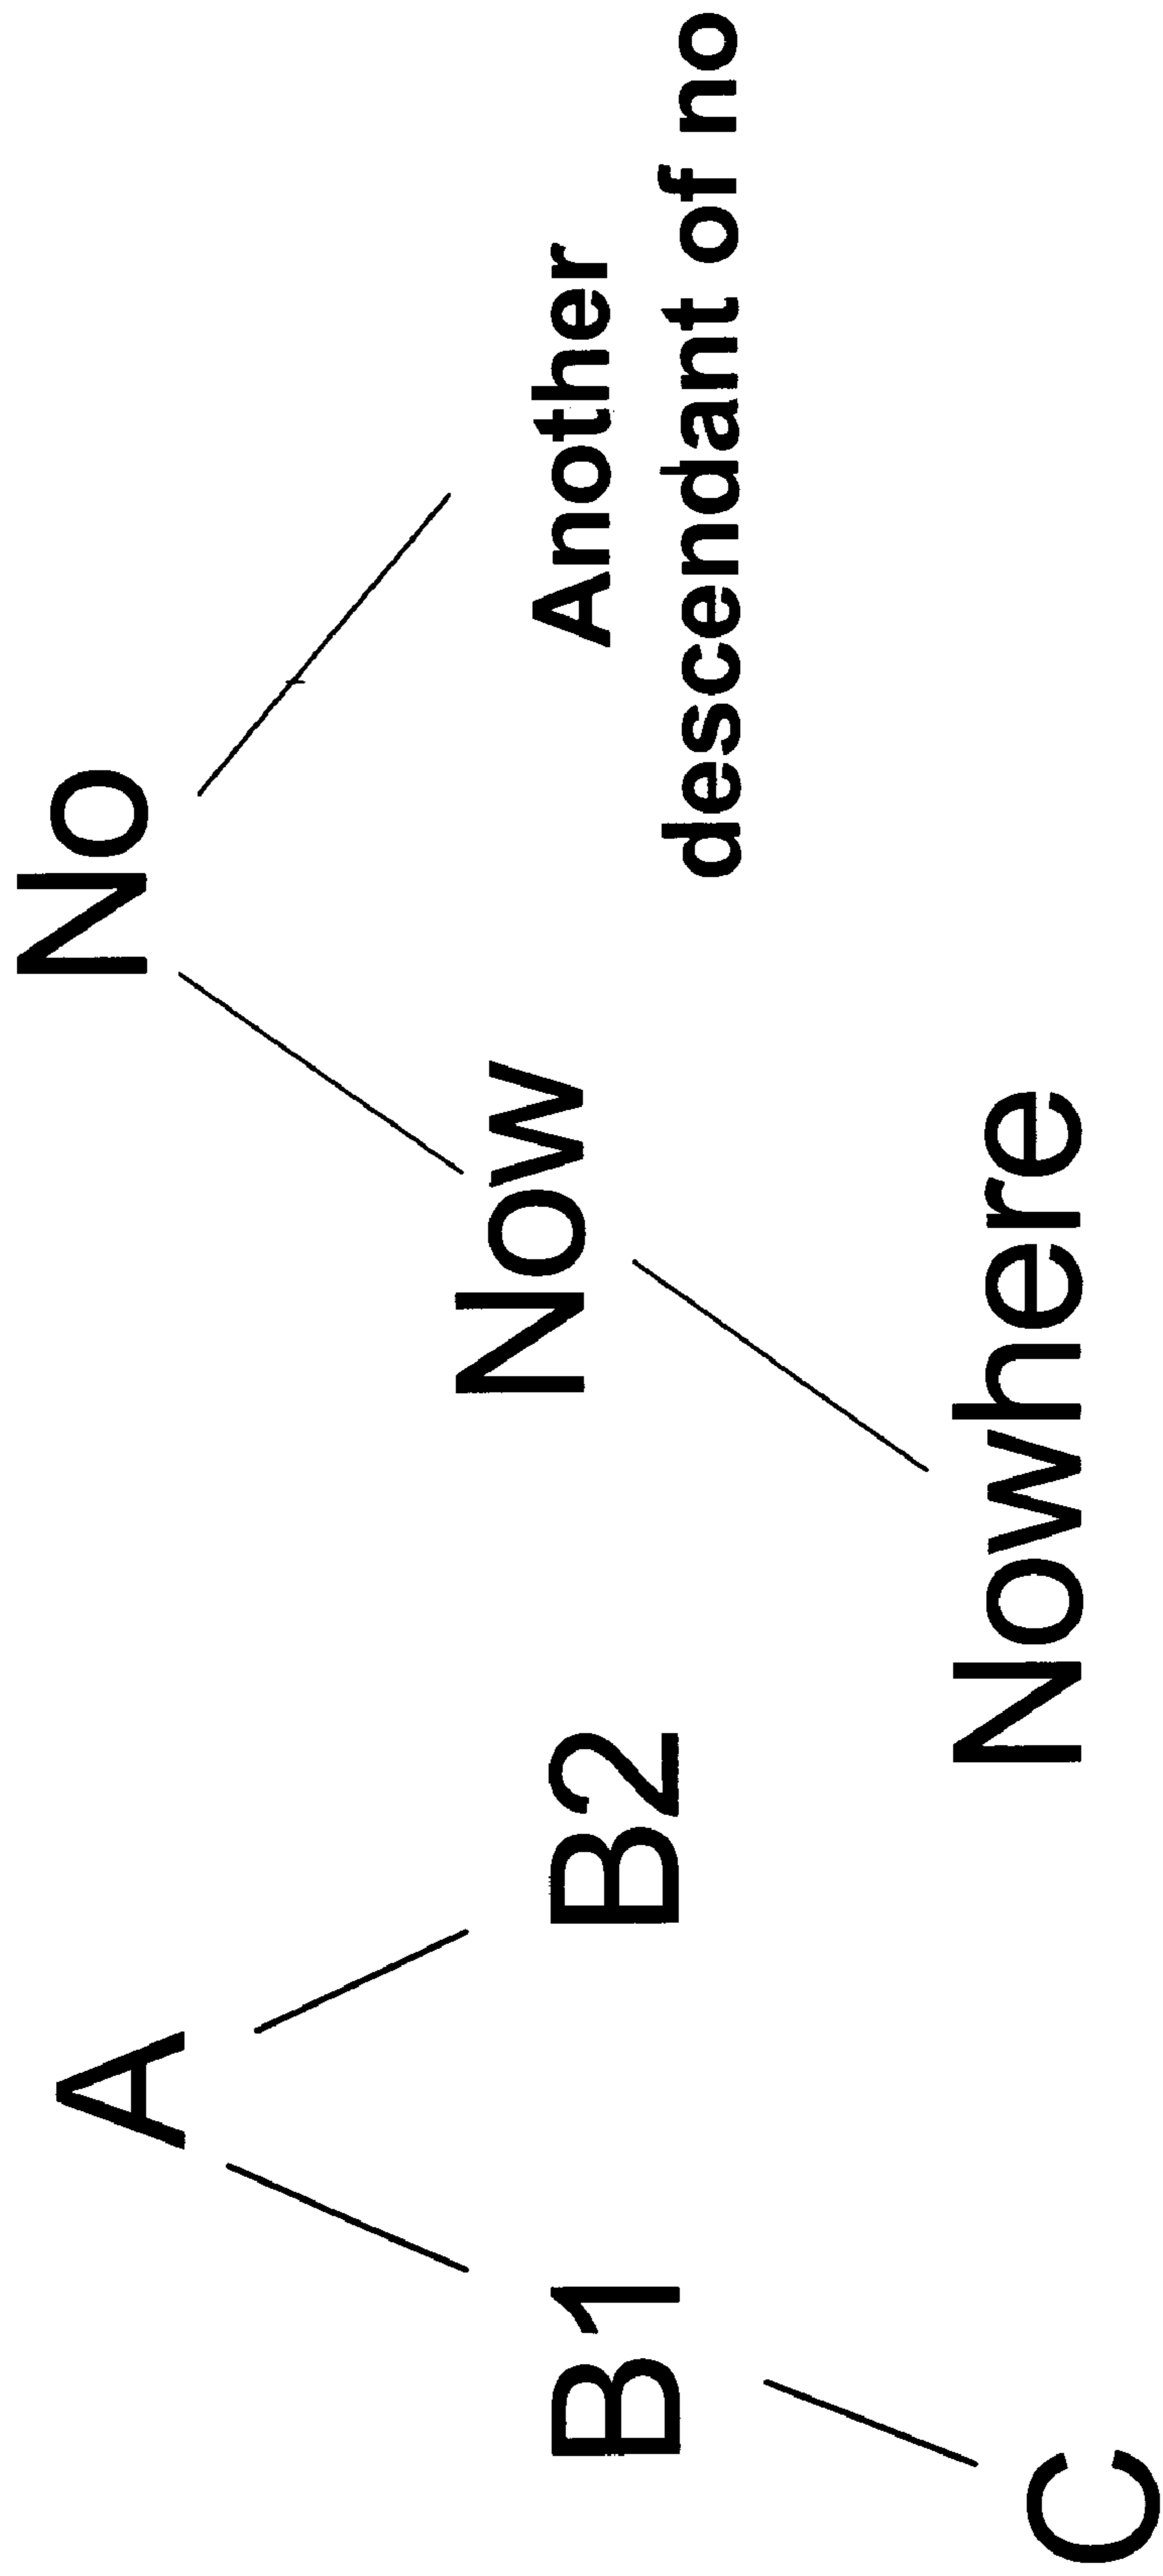 A
No
B1
B2
Now
Another
descendant of no
C
Nowhere